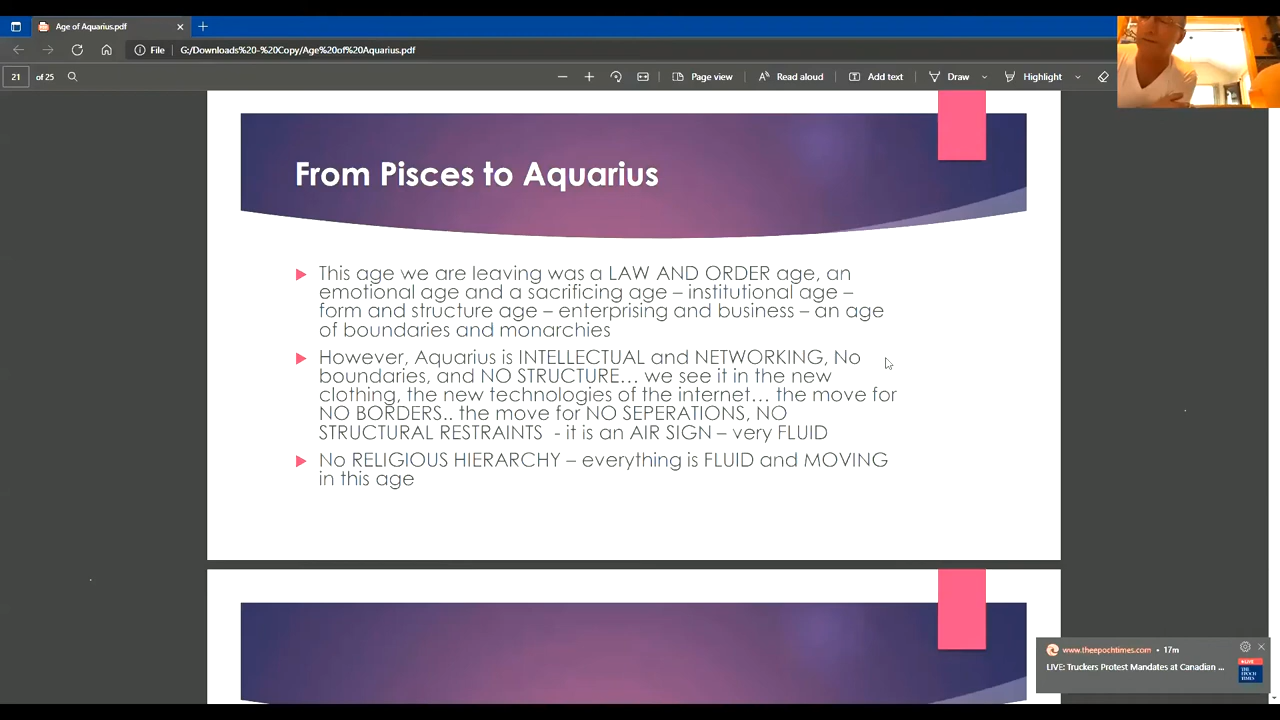 Age of Aquarius.pdf
File
G:/Downloads%20-%20Copy/Age%20of%20Aquarius.pdf
21 of 25
Page view
Read aloud
Add text
Draw
Highlight
From Pisces to Aquarius
This age we are leaving was a LAW AND ORDER age, an
emotional age and a sacrificing age – institutional age –
form and structure age – enterprising and business – an age
of boundaries and monarchies
However, Aquarius is INTELLECTUAL and NETWORKING, No
boundaries, and NO STRUCTURE… we see it in the new
clothing, the new technologies of the internet… the move for
NO BORDERS.. the move for NO SEPERATIONS, NO
STRUCTURAL RESTRAINTS - it is an AIR SIGN – very FLUID
No RELIGIOUS HIERARCHY – everything is FLUID and MOVING
in this age
www.theepochtimes.com • 17m
LIVE: Truckers Protest Mandates at Canadian ...
THE
EPOCH
TIMES